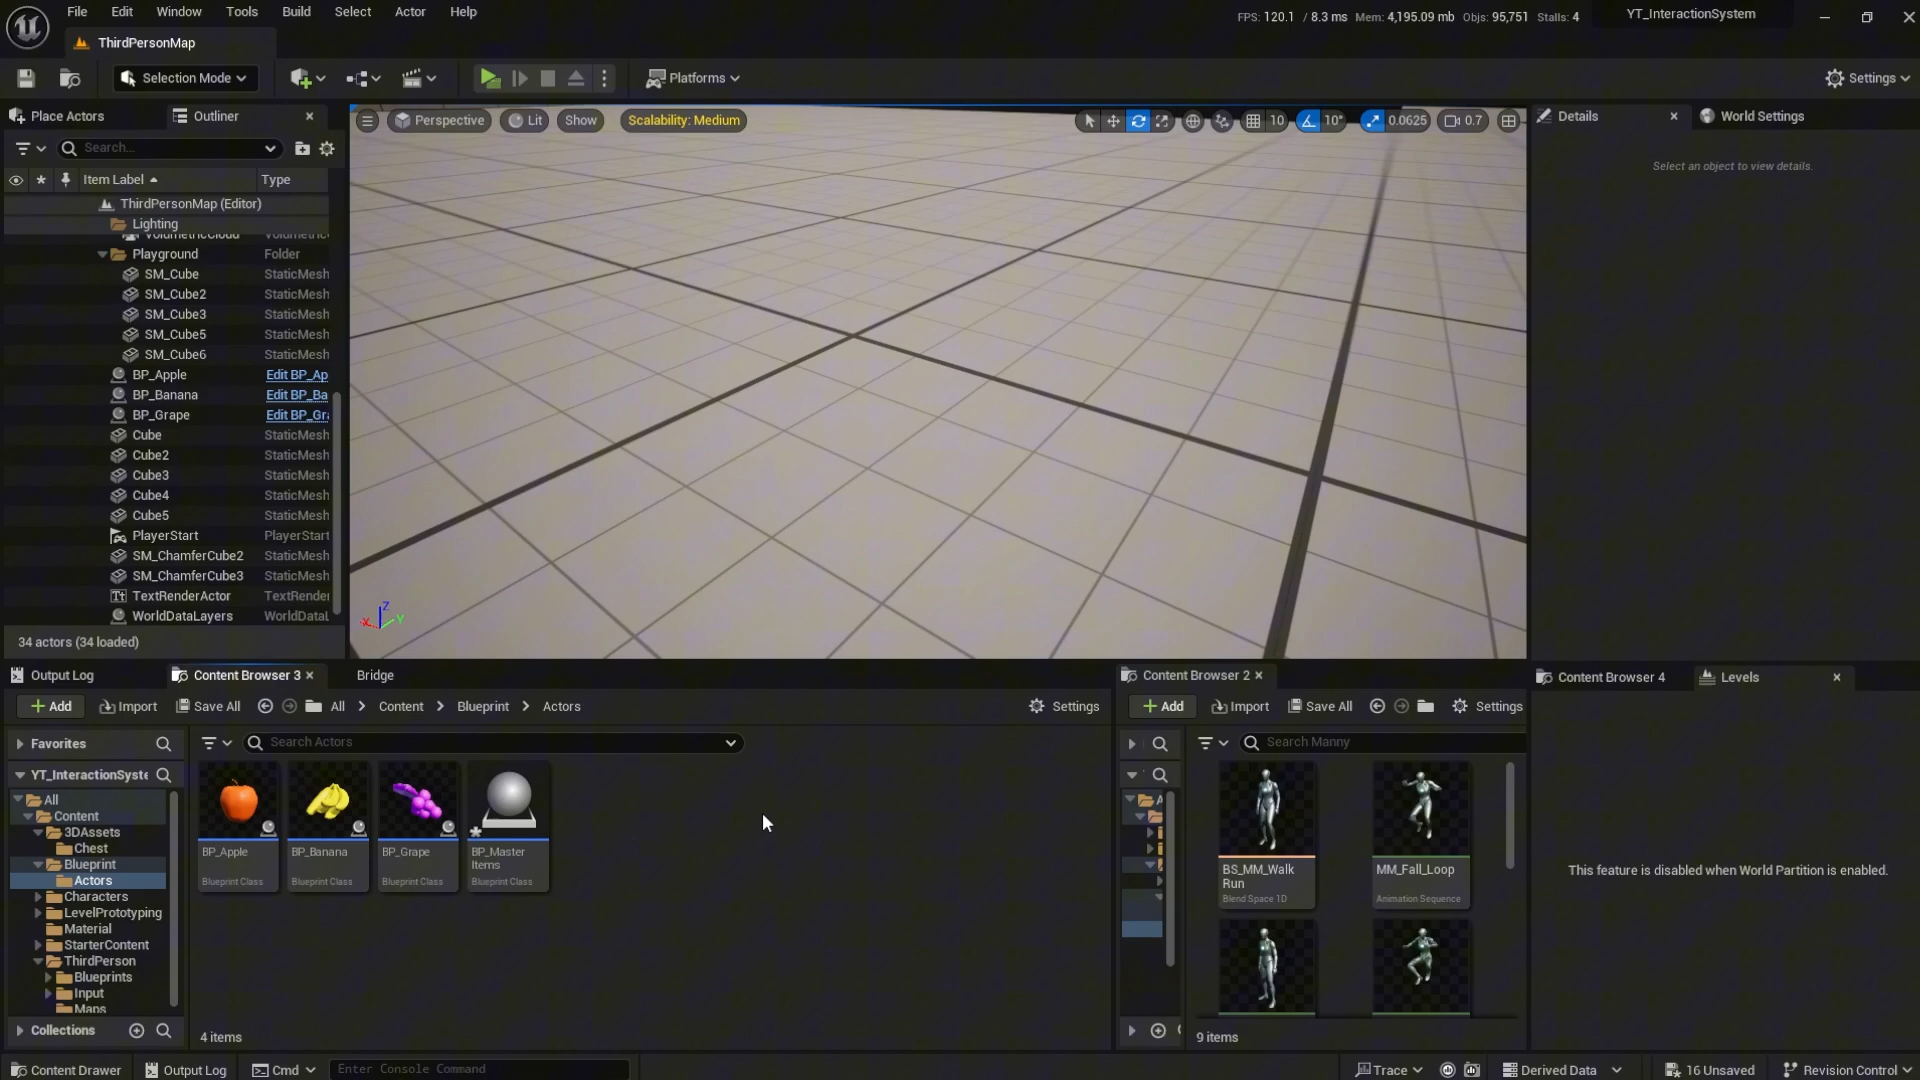 File Edit Window Tools Build Select Actor Help
FPS: 120.1 / 8.3 ms Mem: 4,195.09 mb Objs: 95,751 Stalls: 4
YT_InteractionSystem
ThirdPersonMap
Selection Mode
Platforms
Settings
Place Actors
Outliner
Search...
Item Label
Type
ThirdPersonMap (Editor)
Lighting
VolumetricCloud
Playground Folder
SM_Cube StaticMesh
SM_Cube2 StaticMesh
SM_Cube3 StaticMesh
SM_Cube5 StaticMesh
SM_Cube6 StaticMesh
BP_Apple Edit BP_Ap
BP_Banana Edit BP_Ba
BP_Grape Edit BP_Gra
Cube StaticMesh
Cube2 StaticMesh
Cube3 StaticMesh
Cube4 StaticMesh
Cube5 StaticMesh
PlayerStart PlayerStart
SM_ChamferCube2 StaticMesh
SM_ChamferCube3 StaticMesh
TextRenderActor TextRender
WorldDataLayers WorldDataL
34 actors (34 loaded)
Perspective
Lit
Show
Scalability: Medium
10
10°
0.0625
0.7
Z
X
Y
Details
World Settings
Select an object to view details.
Output Log
Content Browser 3
Bridge
Add
Import
Save All
All > Content > Blueprint > Actors
Settings
Favorites
YT_InteractionSyste
All
Content
3DAssets
Chest
Blueprint
Actors
Characters
LevelPrototyping
Material
StarterContent
ThirdPerson
Blueprints
Input
Maps
Collections
Search Actors
BP_Apple
Blueprint Class
BP_Banana
Blueprint Class
BP_Grape
Blueprint Class
BP_Master
Items
Blueprint Class
4 items
Content Browser 2
Add
Import
Save All
Settings
A
Search Manny
BS_MM_Walk
Run
Blend Space 1D
MM_Fall_Loop
Animation Sequence
9 items
Content Browser 4
Levels
This feature is disabled when World Partition is enabled.
Content Drawer
Output Log
Cmd
Enter Console Command
Trace
Derived Data
16 Unsaved
Revision Control